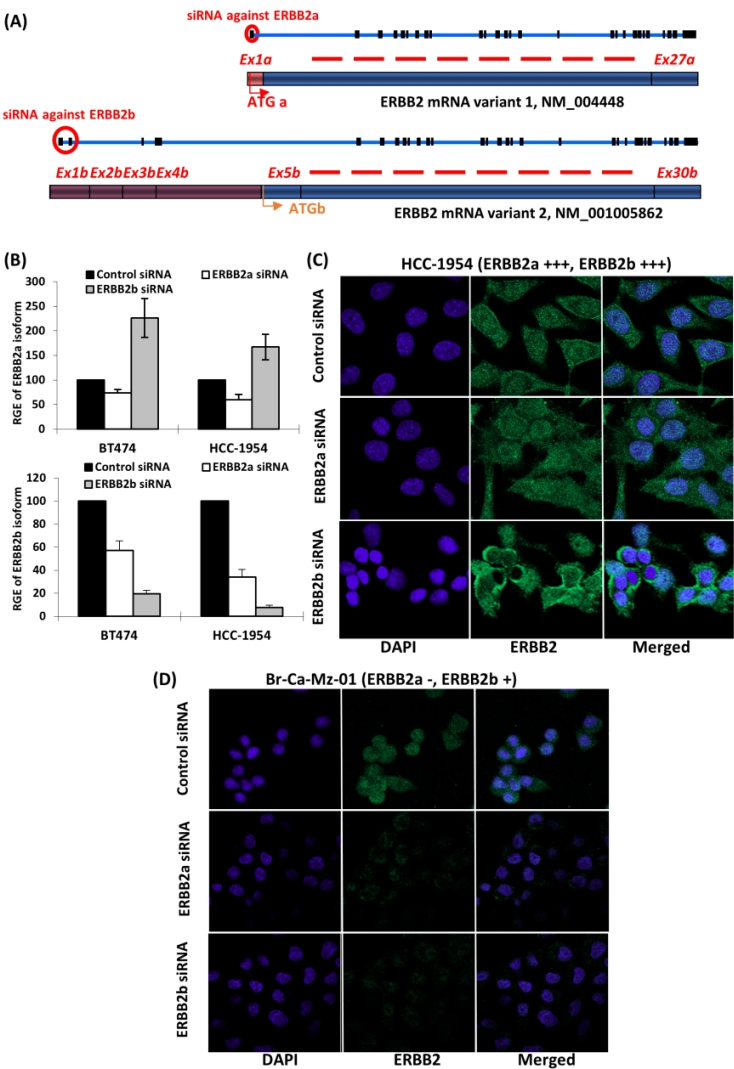 (A)
siRNA against ERBB2a
Ex1a
Ex27a
ATG a
ERBB2 mRNA variant 1, NM_004448
siRNA against ERBB2b
Ex1b Ex2b Ex3b Ex4b
Ex5b
Ex30b
ATGb
ERBB2 mRNA variant 2, NM_001005862
(B)
Control siRNA
ERBB2a siRNA
ERBB2b siRNA
RGE of ERBB2a isoform
300
250
200
150
100
50
0
BT474
HCC-1954
Control siRNA
ERBB2a siRNA
ERBB2b siRNA
RGE of ERBB2b isoform
120
100
80
60
40
20
0
BT474
HCC-1954
(C)
HCC-1954 (ERBB2a +++, ERBB2b +++)
Control siRNA
ERBB2a siRNA
ERBB2b siRNA
DAPI
ERBB2
Merged
(D)
Br-Ca-Mz-01 (ERBB2a -, ERBB2b +)
Control siRNA
ERBB2a siRNA
ERBB2b siRNA
DAPI
ERBB2
Merged